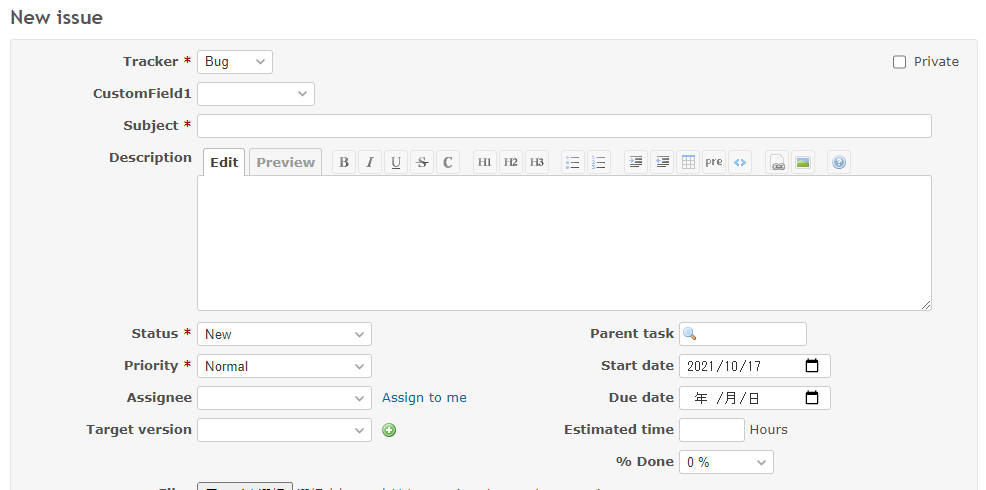 New issue
Tracker * Bug Private
CustomField1
Subject *
Description Edit Preview B I U S C H1 H2 H3 pre <>
Status * New Parent task
Priority * Normal Start date 2021/10/17
Assignee Assign to me Due date 年 /月/日
Target version Estimated time Hours
% Done 0 %